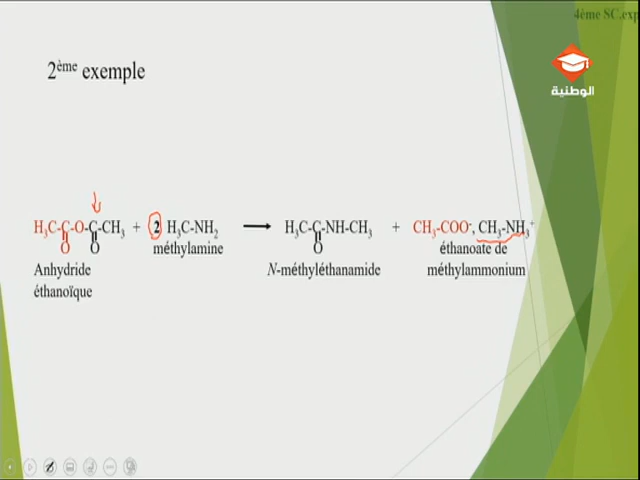 4ème SC.exp
الوطنية
2ème exemple
H3C-C-O-C-CH3 + 2 H3C-NH2 → H3C-C-NH-CH3 + CH3-COO-, CH3-NH3+
O O O
méthylamine
éthanoate de
Anhydride
éthanoïque
N-méthyléthanamide
méthylammonium